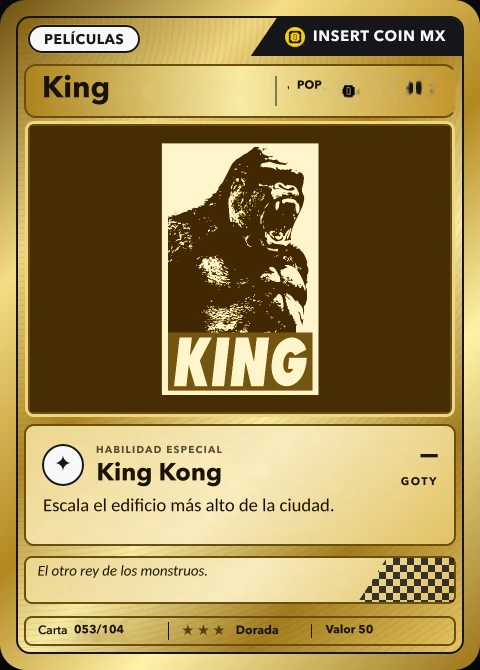 PELÍCULAS
INSERT COIN MX
King
POP
KING
HABILIDAD ESPECIAL
King Kong
—
GOTY
Escala el edificio más alto de la ciudad.
El otro rey de los monstruos.
Carta 053/104 ★★★ Dorada Valor 50